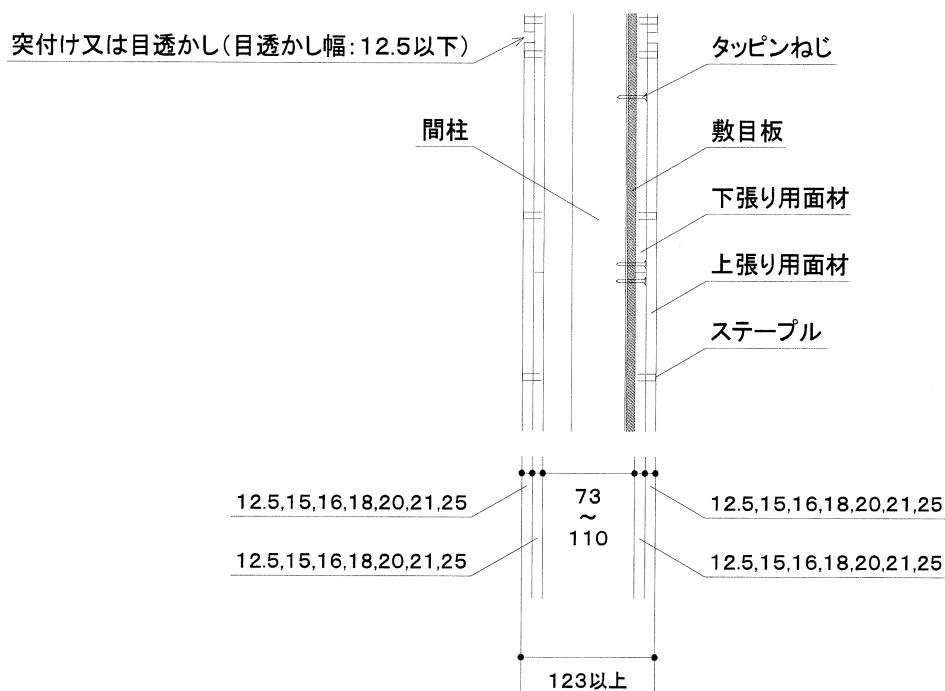 突付け又は目透かし(目透かし幅:12.5以下)
タッピンねじ
間柱
敷目板
下張り用面材
上張り用面材
ステープル
12.5,15,16,18,20,21,25
73
～
110
12.5,15,16,18,20,21,25
12.5,15,16,18,20,21,25
12.5,15,16,18,20,21,25
123以上